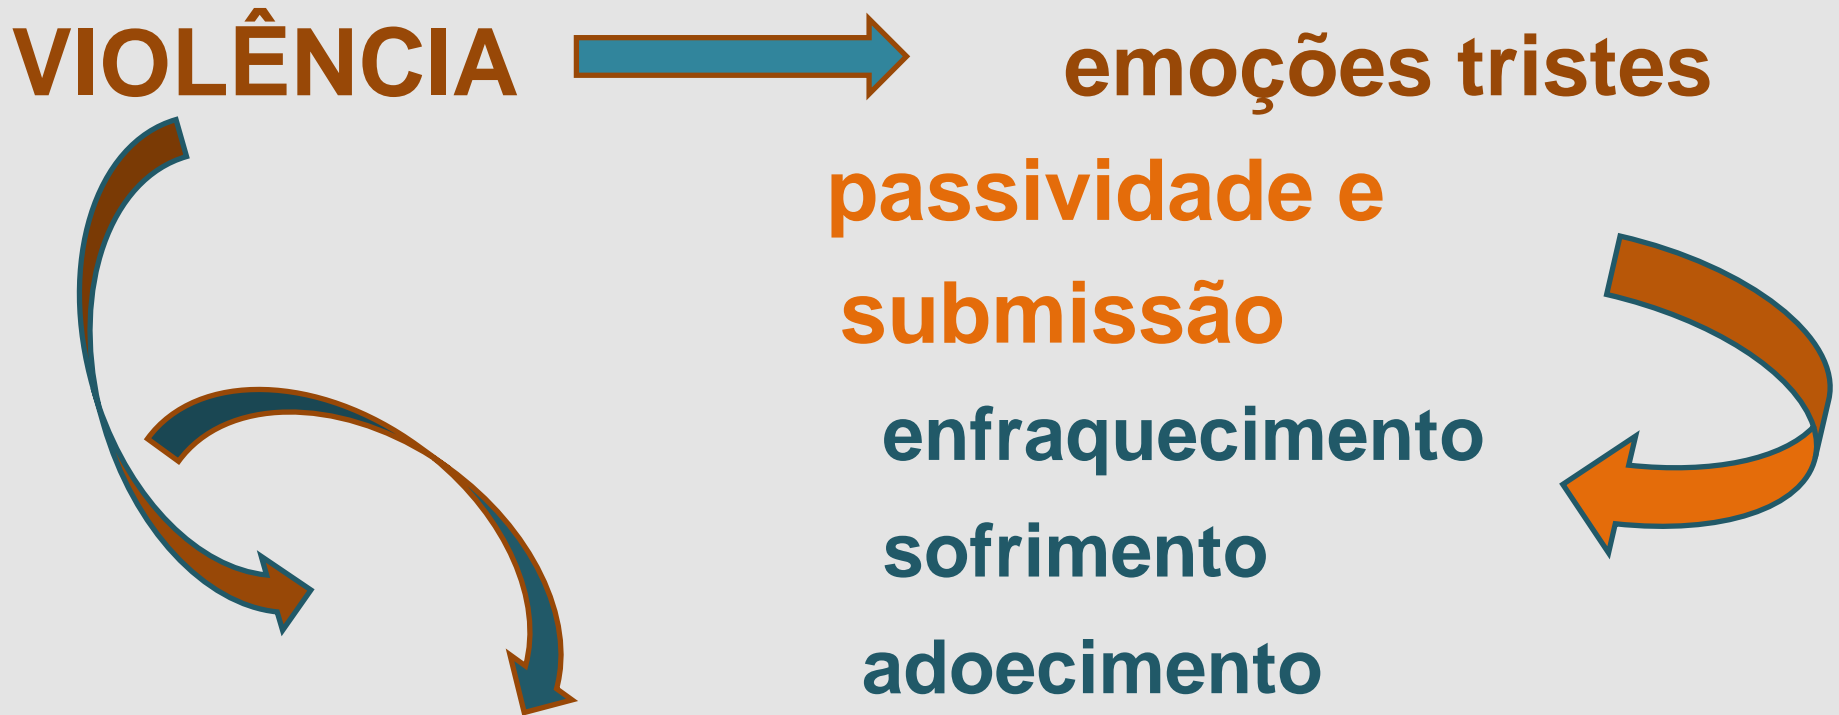 VIOLÊNCIA emoções tristes
passividade e
submissão
enfraquecimento
sofrimento
adoecimento